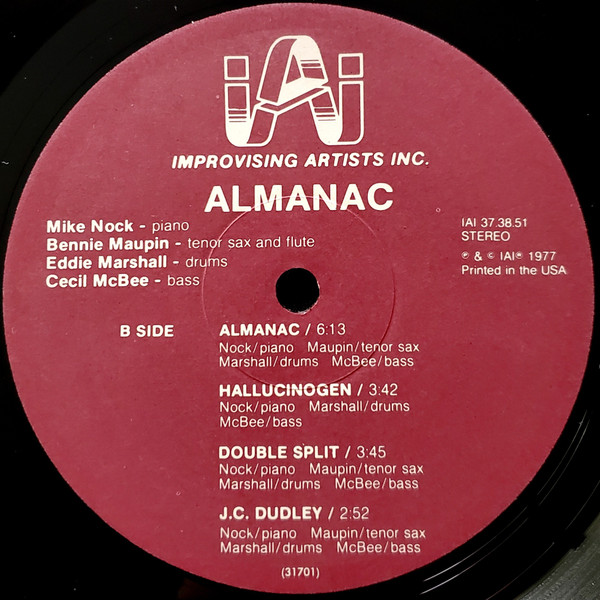 iAi
IMPROVISING ARTISTS INC.
ALMANAC
Mike Nock - piano
Bennie Maupin - tenor sax and flute
Eddie Marshall - drums
Cecil McBee - bass
IAI 37.38.51
STEREO
℗ & © IAI® 1977
Printed in the USA
B SIDE
ALMANAC / 6:13
Nock/piano Maupin/tenor sax
Marshall/drums McBee/bass
HALLUCINOGEN / 3:42
Nock/piano Marshall/drums
McBee/bass
DOUBLE SPLIT / 3:45
Nock/piano Maupin/tenor sax
Marshall/drums McBee/bass
J.C. DUDLEY / 2:52
Nock/piano Maupin/tenor sax
Marshall/drums McBee/bass
(31701)